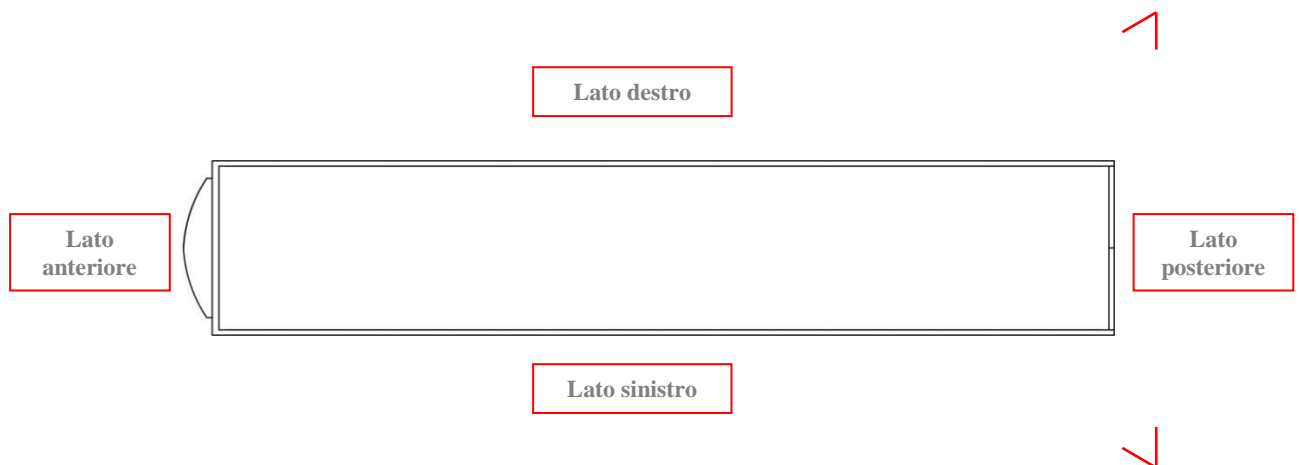 Lato destro
Lato
anteriore
Lato
posteriore
Lato sinistro